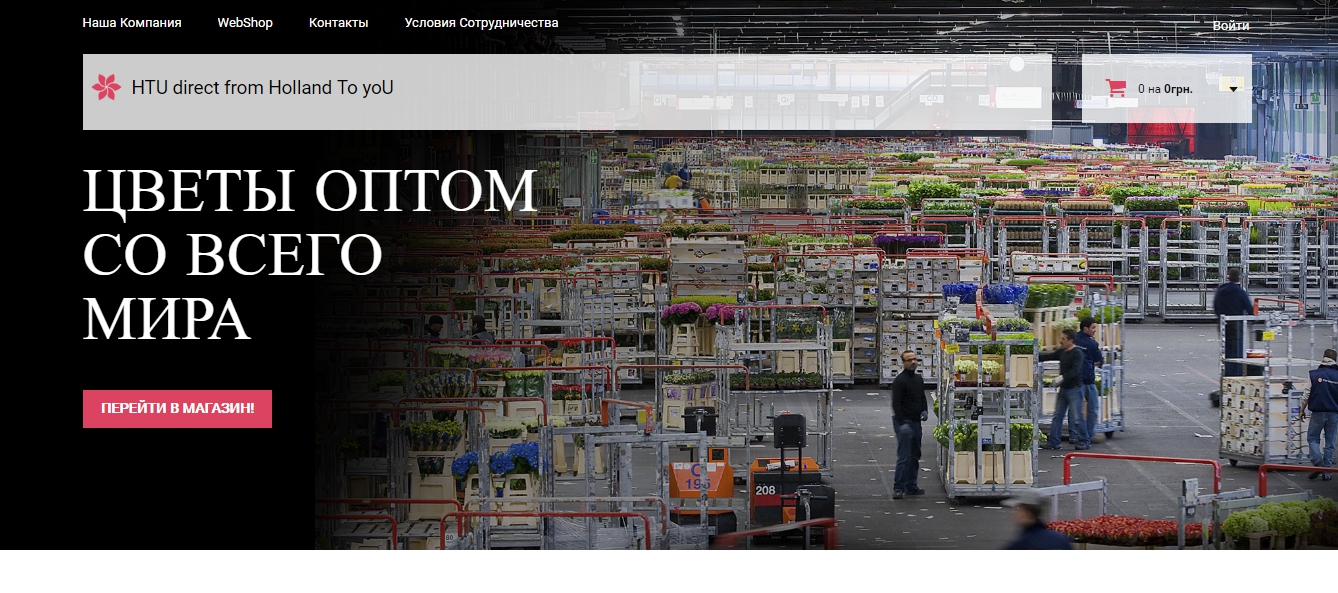 Наша Компания
WebShop
Контакты
Условия Сотрудничества
Войти
HTU direct from Holland To yoU
0 на 0грн.
ЦВЕТЫ ОПТОМ
СО ВСЕГО
МИРА
ПЕРЕЙТИ В МАГАЗИН!
208